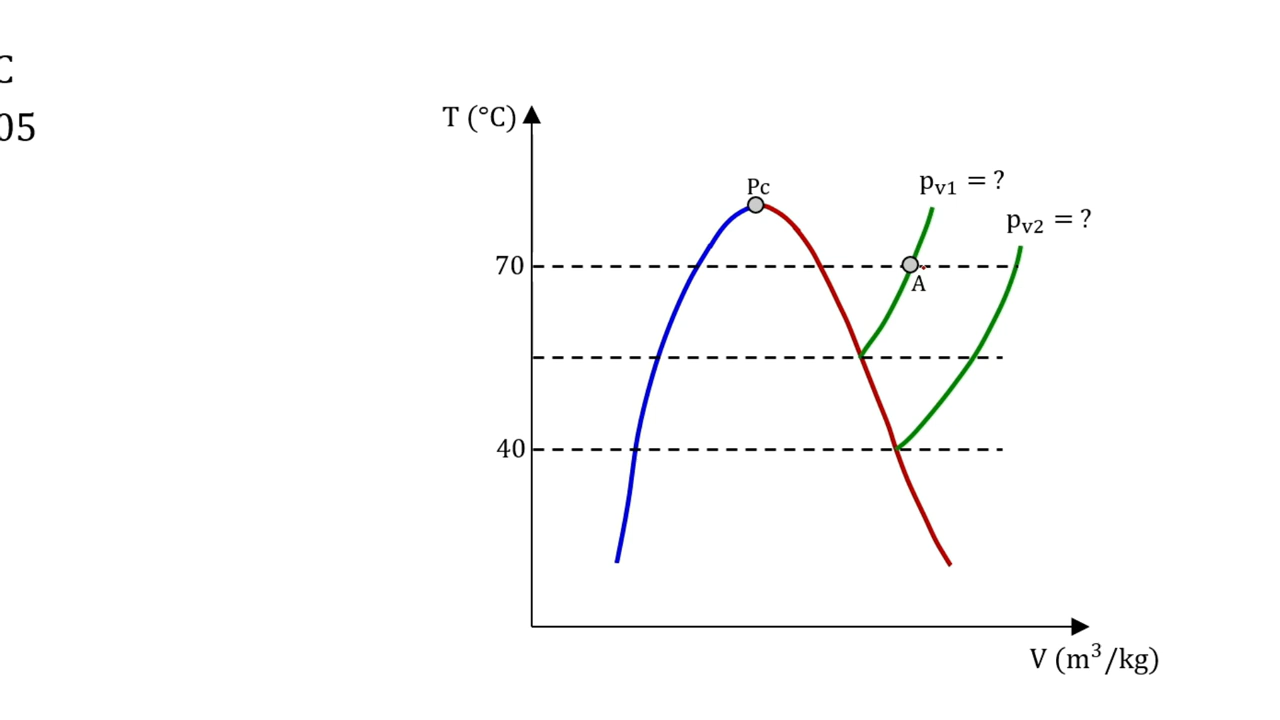 C
05
T (°C)
Pc
p_v1 = ?
p_v2 = ?
70
A
40
V (m³/kg)